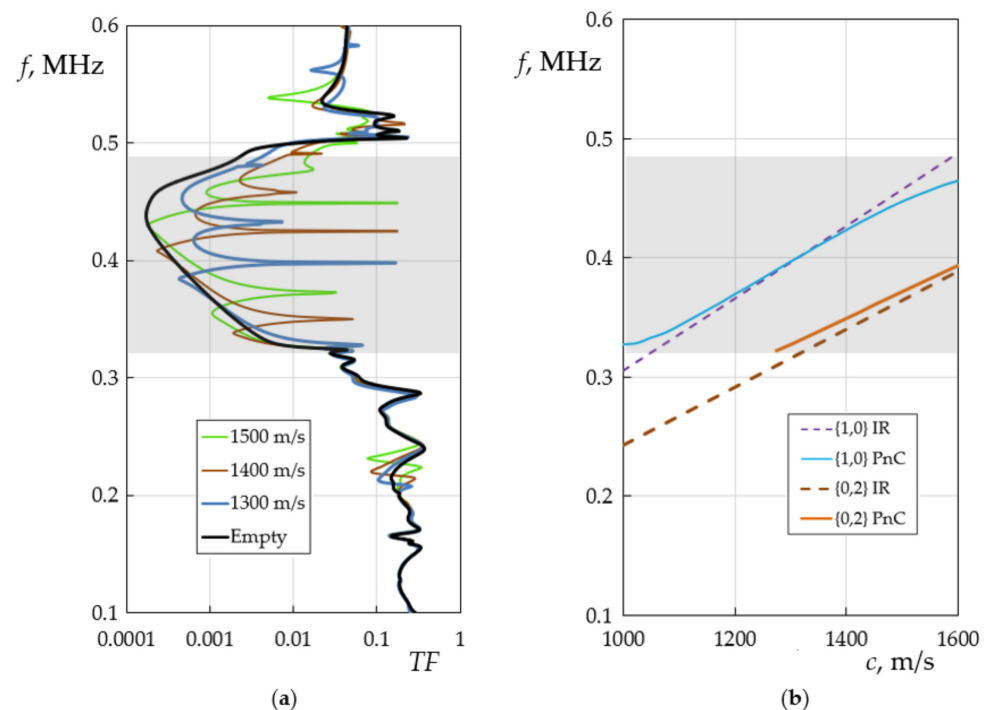 0.6
f, MHz
0.5
0.4
0.3
0.2
0.1
1500 m/s
1400 m/s
1300 m/s
Empty
0.0001 0.001 0.01 0.1 1
TF
(a)
0.6
f, MHz
0.5
0.4
0.3
0.2
0.1
{1,0} IR
{1,0} PnC
{0,2} IR
{0,2} PnC
1000 1200 1400 1600
c, m/s
(b)